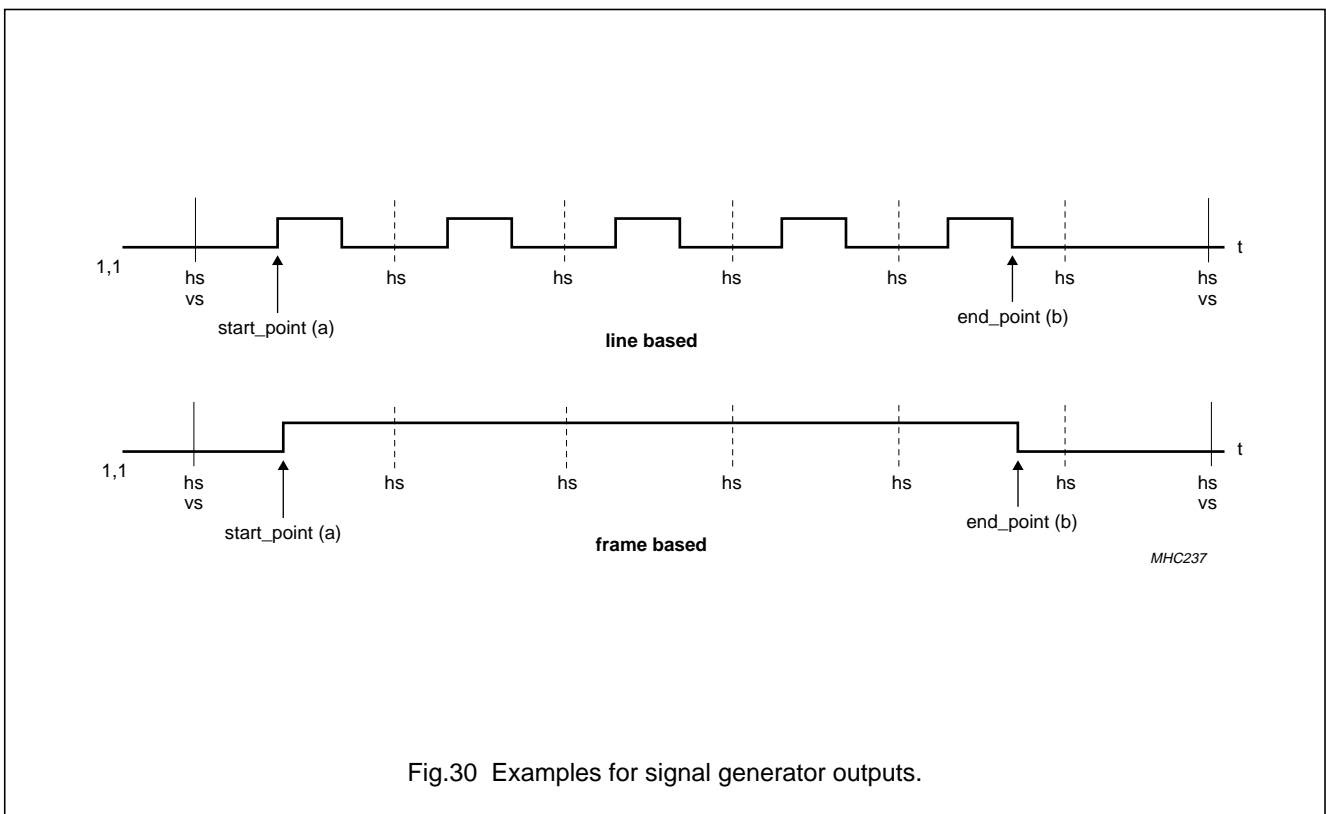 t
1,1
hs hs hs hs hs hs hs
vs vs
start_point (a) end_point (b)
line based
t
1,1
hs hs hs hs hs hs hs
vs vs
start_point (a) end_point (b)
frame based
MHC237
Fig.30 Examples for signal generator outputs.